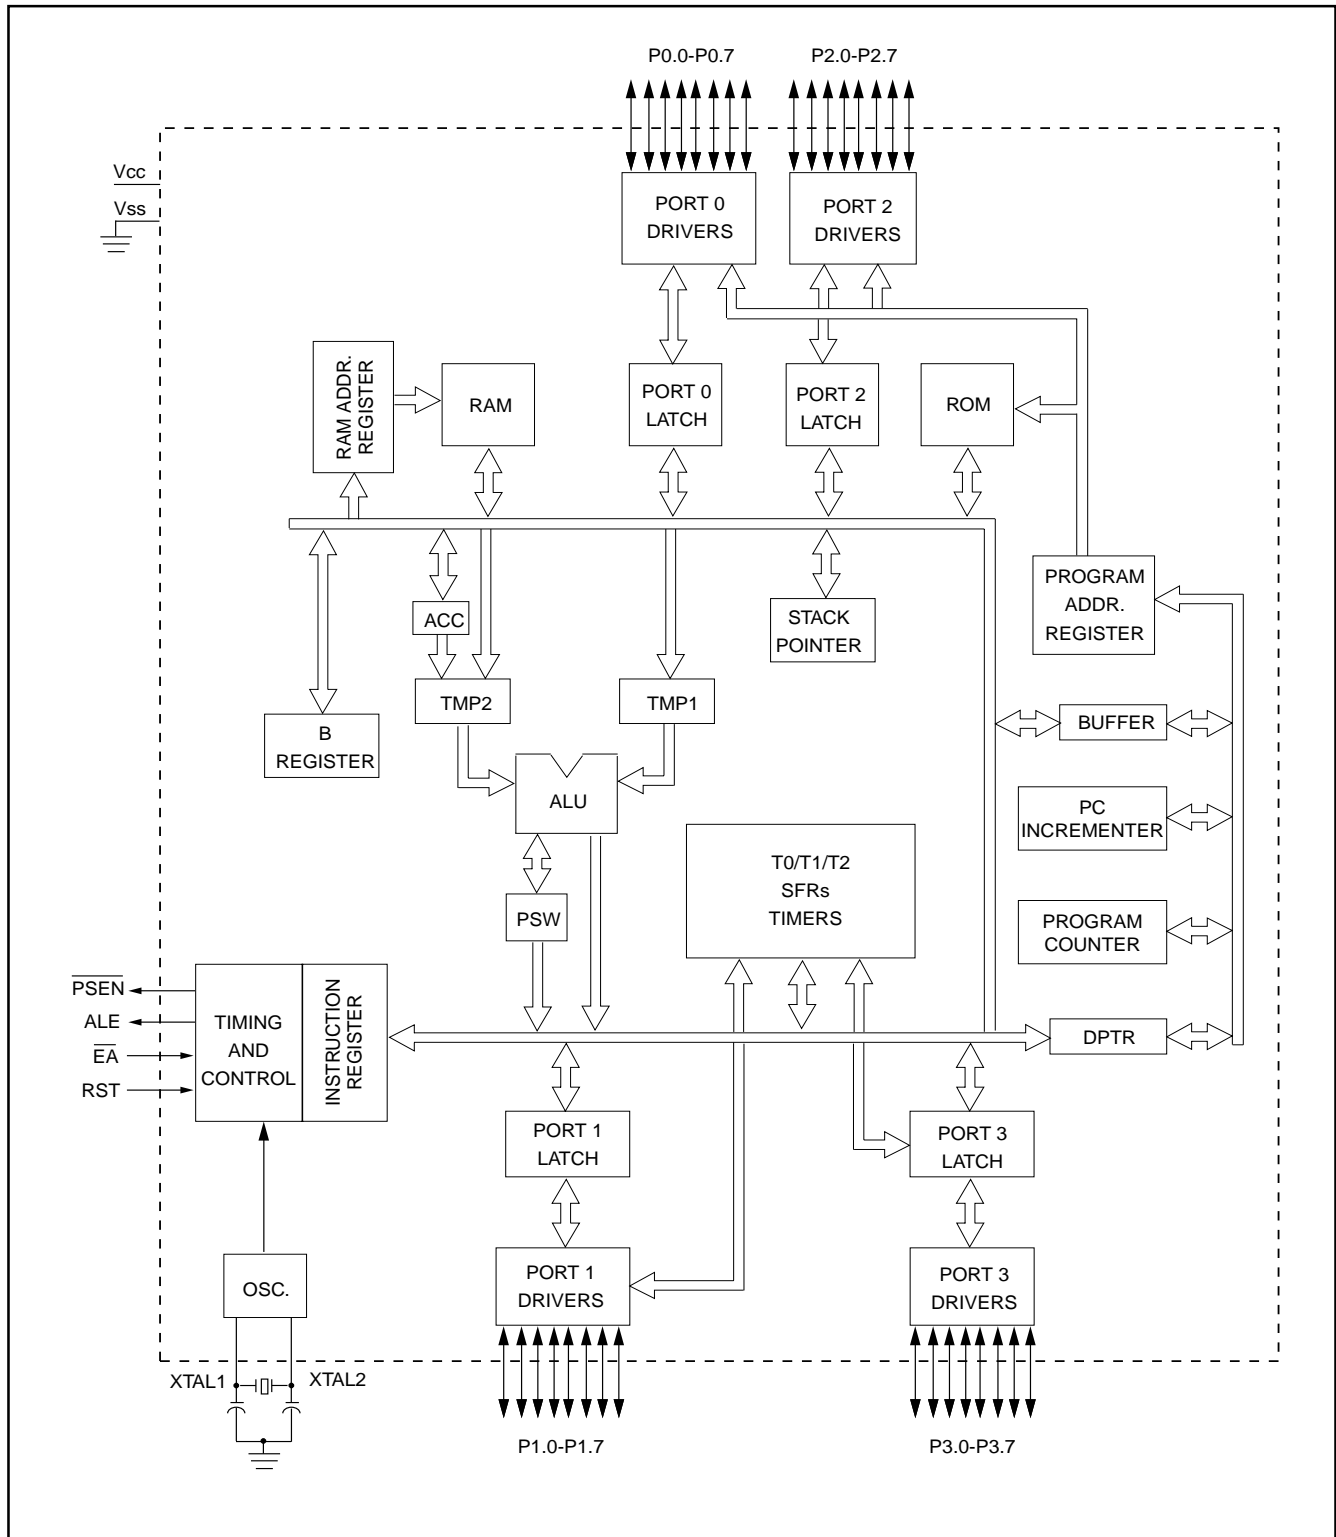 P0.0-P0.7
P2.0-P2.7
Vcc
Vss
PORT 0
DRIVERS
PORT 2
DRIVERS
RAM ADDR.
REGISTER
RAM
PORT 0
LATCH
PORT 2
LATCH
ROM
PROGRAM
ADDR.
REGISTER
ACC
STACK
POINTER
TMP2
TMP1
B
REGISTER
BUFFER
ALU
PC
INCREMENTER
T0/T1/T2
SFRs
TIMERS
PSW
PROGRAM
COUNTER
PSEN
ALE
EA
RST
TIMING
AND
CONTROL
INSTRUCTION
REGISTER
DPTR
PORT 1
LATCH
PORT 3
LATCH
OSC.
PORT 1
DRIVERS
PORT 3
DRIVERS
XTAL1
XTAL2
P1.0-P1.7
P3.0-P3.7